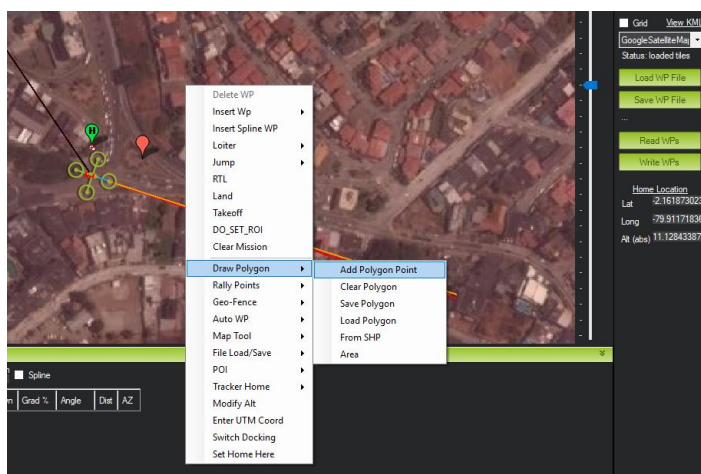 Grid View KML
GoogleSatelliteMap
Status: loaded tiles
Load WP File
Save WP File
...
Read WPs
Write WPs
Home Location
Lat -2.161873023
Long -79.91171836
Alt (abs) 11.12843387
H
Delete WP
Insert Wp
Insert Spline WP
Loiter
Jump
RTL
Land
Takeoff
DO_SET_ROI
Clear Mission
Draw Polygon
Rally Points
Geo-Fence
Auto WP
Map Tool
File Load/Save
POI
Tracker Home
Modify Alt
Enter UTM Coord
Switch Docking
Set Home Here
Add Polygon Point
Clear Polygon
Save Polygon
Load Polygon
From SHP
Area
Spline
Grad % Angle Dist AZ